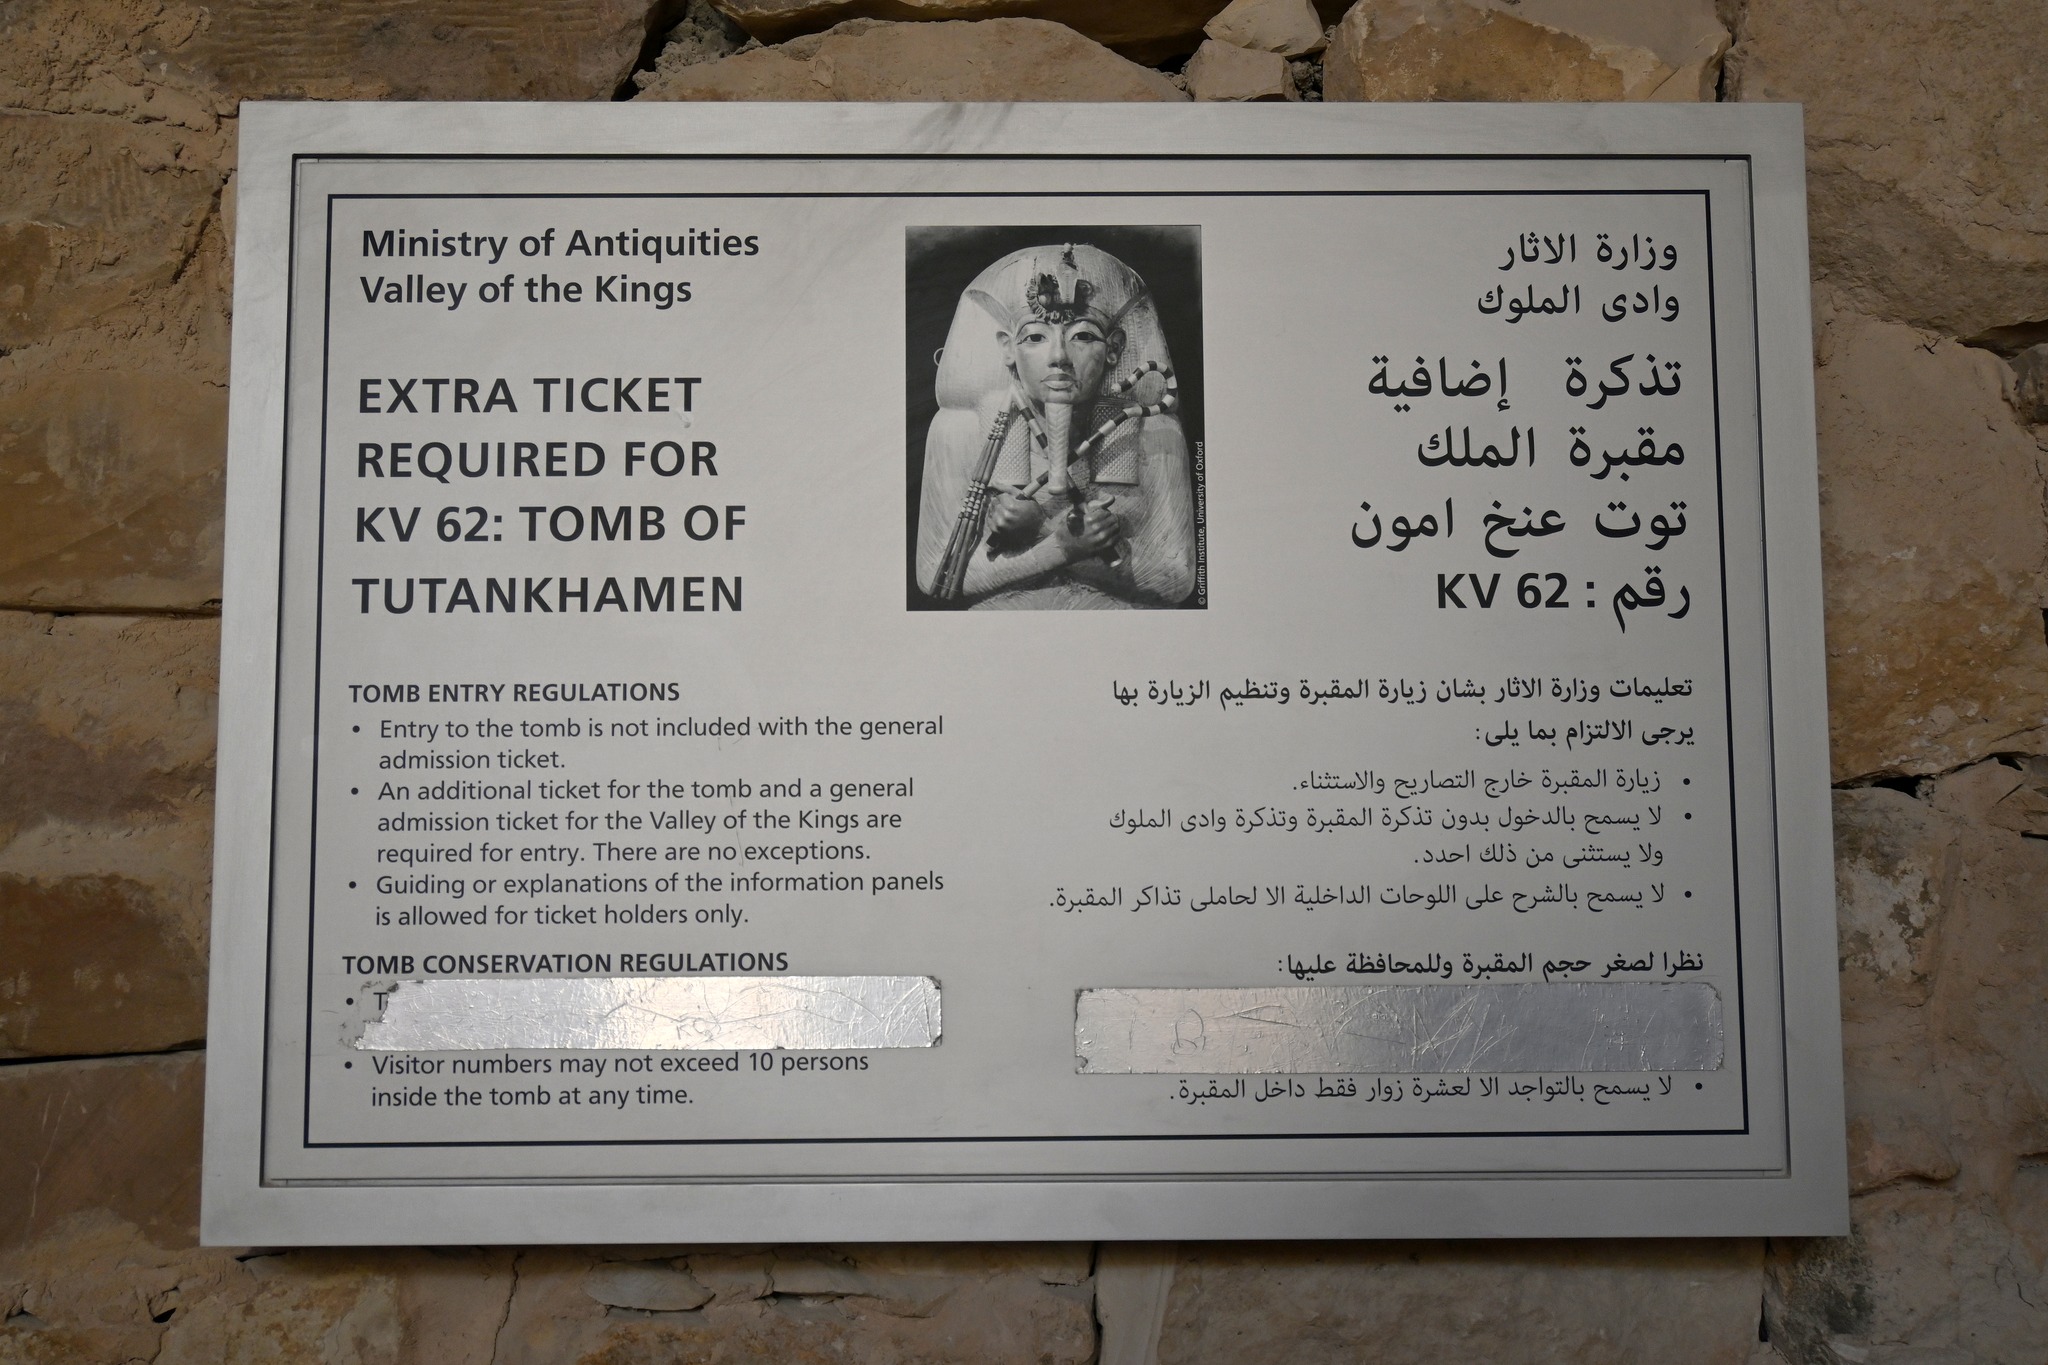 Ministry of Antiquities
Valley of the Kings
EXTRA TICKET
REQUIRED FOR
KV 62: TOMB OF
TUTANKHAMEN
© Griffith Institute, University of Oxford
وزارة الاثار
وادى الملوك
تذكرة إضافية
مقبرة الملك
توت عنخ امون
رقم : KV 62
TOMB ENTRY REGULATIONS
• Entry to the tomb is not included with the general
admission ticket.
• An additional ticket for the tomb and a general
admission ticket for the Valley of the Kings are
required for entry. There are no exceptions.
• Guiding or explanations of the information panels
is allowed for ticket holders only.
TOMB CONSERVATION REGULATIONS
• Visitor numbers may not exceed 10 persons
inside the tomb at any time.
تعليمات وزارة الاثار بشان زيارة المقبرة وتنظيم الزيارة بها
يرجى الالتزام بما يلى:
• زيارة المقبرة خارج التصاريح والاستثناء.
• لا يسمح بالدخول بدون تذكرة المقبرة وتذكرة وادى الملوك
ولا يستثنى من ذلك احدد.
• لا يسمح بالشرح على اللوحات الداخلية الا لحاملى تذاكر المقبرة.
نظرا لصغر حجم المقبرة وللمحافظة عليها:
• لا يسمح بالتواجد الا لعشرة زوار فقط داخل المقبرة.